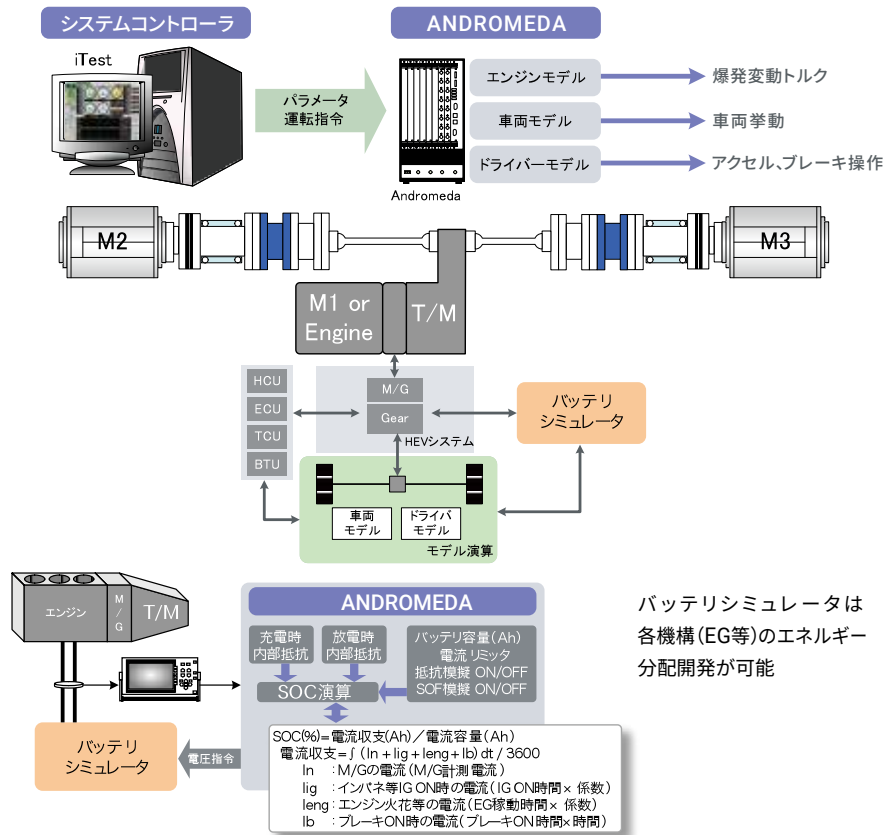 システムコントローラ
ANDROMEDA
iTest
パラメータ
運転指令
エンジンモデル
爆発変動トルク
車両モデル
車両挙動
ドライバーモデル
アクセル、ブレーキ操作
Andromeda
M2
M3
M1 or
Engine
T/M
HCU
ECU
TCU
BTU
M/G
Gear
HEVシステム
バッテリ
シミュレータ
車両
モデル
ドライバ
モデル
モデル演算
エンジン
M/G
T/M
ANDROMEDA
充電時
内部抵抗
放電時
内部抵抗
バッテリ容量(Ah)
電流リミッタ
抵抗模擬 ON/OFF
SOF模擬 ON/OFF
SOC演算
バッテリ
シミュレータ
電圧指令
SOC(%)=電流収支(Ah)／電流容量(Ah)
電流収支=∫(In+Iig+Ieng+Ib)dt/3600
In :M/Gの電流(M/G計測電流)
Iig :インパネ等IG ON時の電流(IG ON時間×係数)
Ieng:エンジン火花等の電流(EG稼動時間×係数)
Ib :ブレーキON時の電流(ブレーキON時間×時間)
バッテリシミュレータは
各機構(EG等)のエネルギー
分配開発が可能